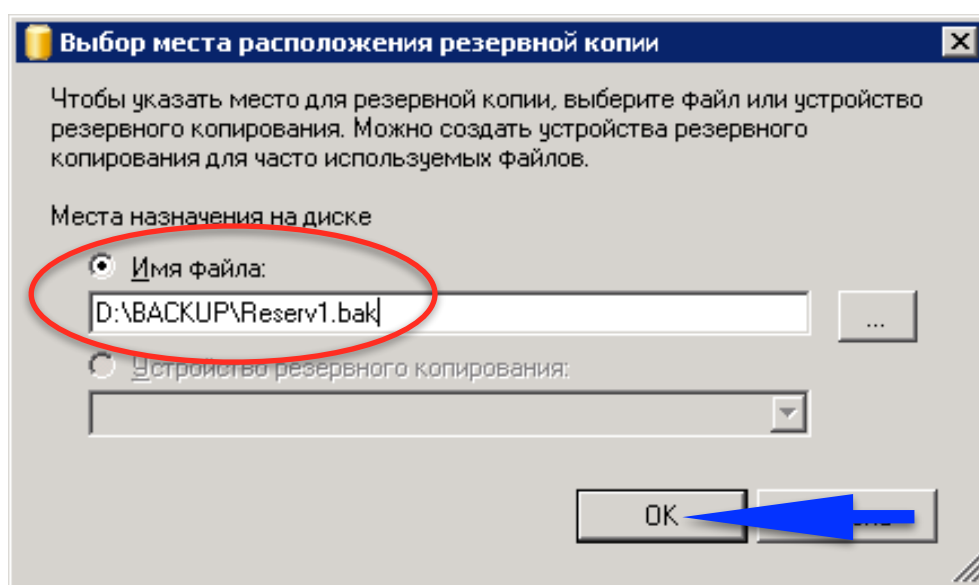 Выбор места расположения резервной копии
Чтобы указать место для резервной копии, выберите файл или устройство
резервного копирования. Можно создать устройства резервного
копирования для часто используемых файлов.
Места назначения на диске
Имя файла:
D:\BACKUP\Reserv1.bak
...
Устройство резервного копирования:
OK